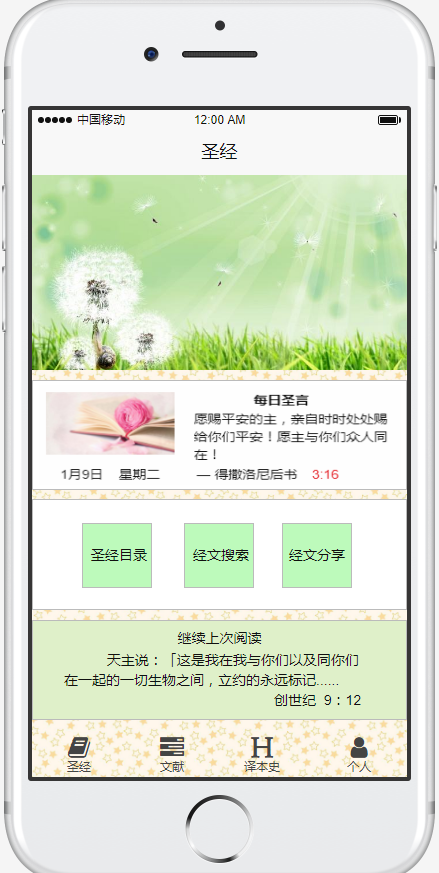 中国移动 12:00 AM
圣经
每日圣言
愿赐平安的主，亲自时时处处赐
给你们平安！愿主与你们众人同
在！
1月9日 星期二 — 得撒洛尼后书 3:16
圣经目录 经文搜索 经文分享
继续上次阅读
天主说：「这是我在我与你们以及同你们
在一起的一切生物之间，立约的永远标记......
创世纪 9：12
圣经 文献 译本史 个人